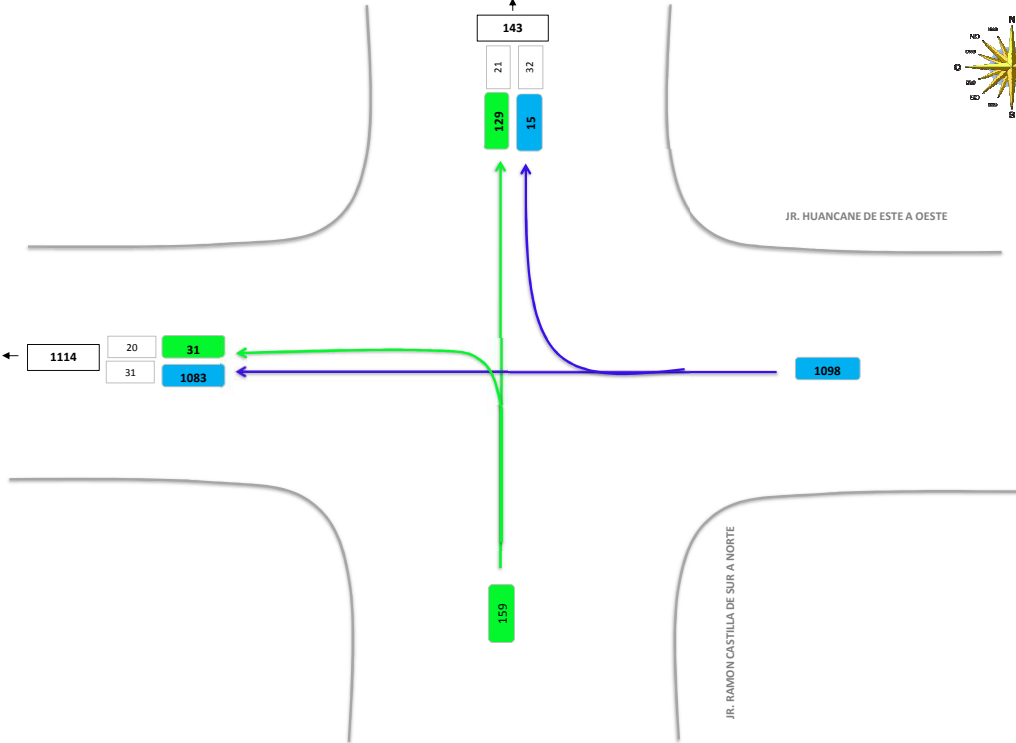 143
21
32
129
15
N
NO
O
SO
S
JR. HUANCANE DE ESTE A OESTE
1114
20
31
31
1083
1098
159
JR. RAMON CASTILLA DE SUR A NORTE